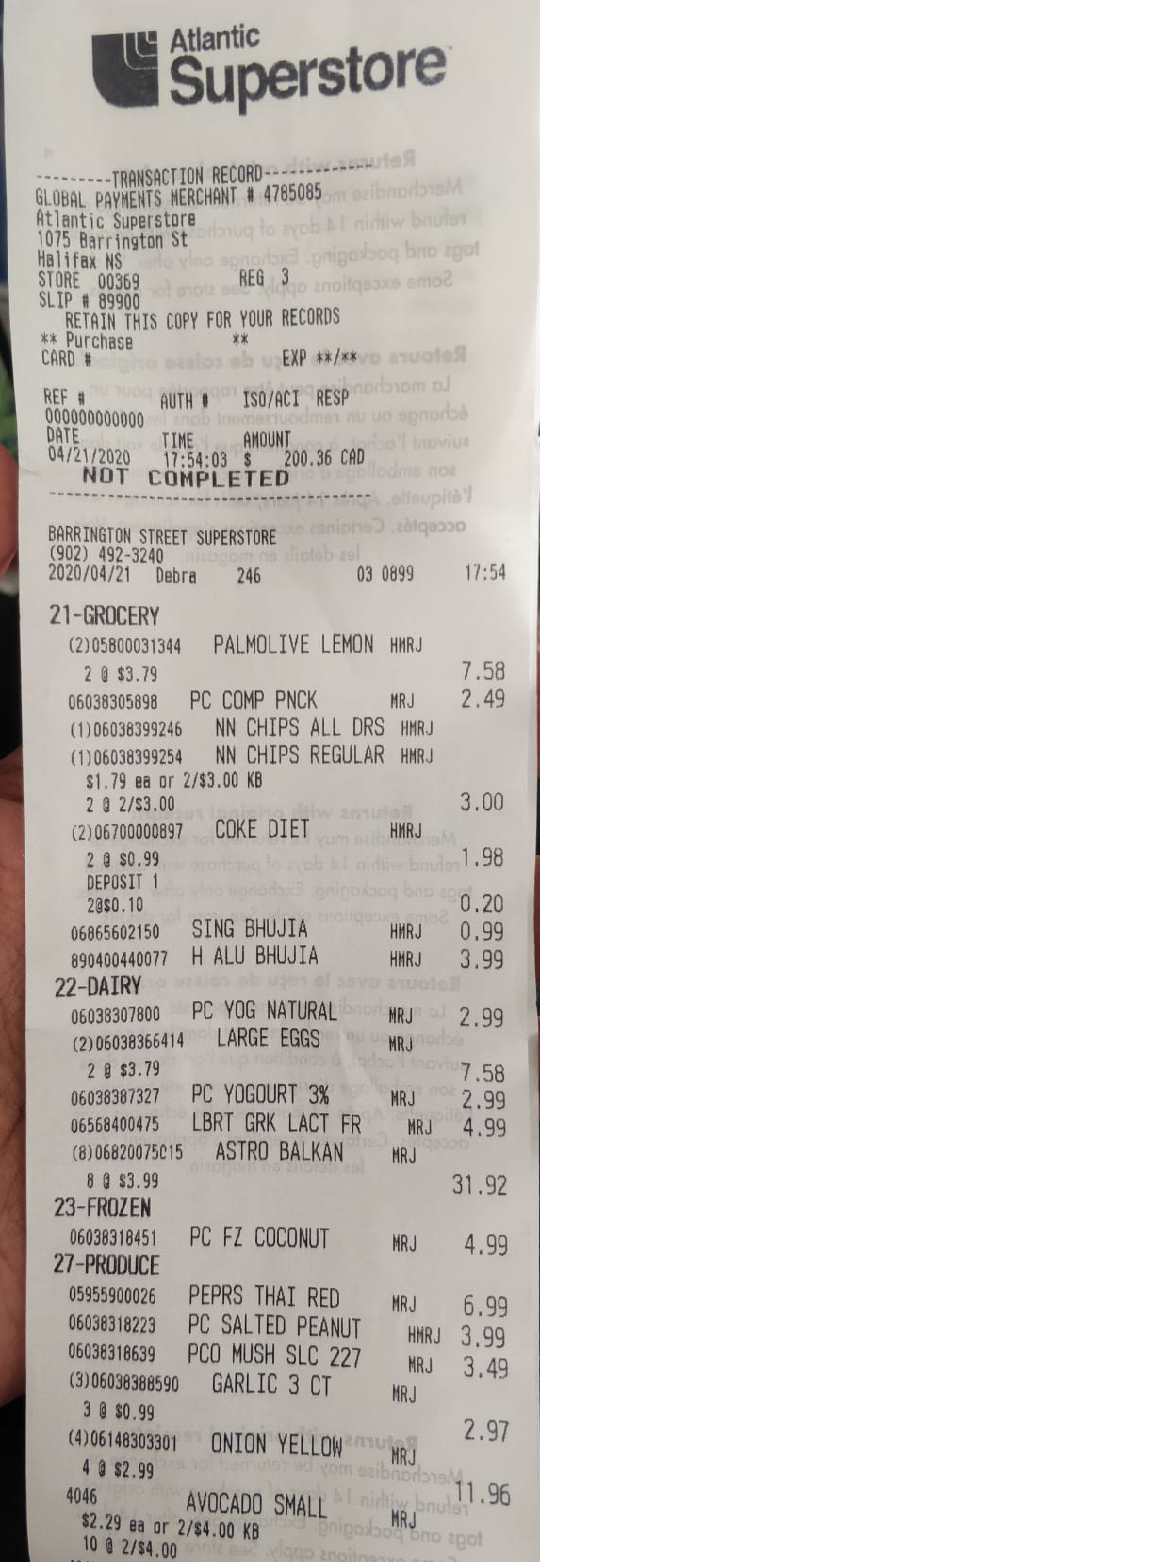 Atlantic
Superstore
---------TRANSACTION RECORD-------------
GLOBAL PAYMENTS MERCHANT # 4785085
Atlantic Superstore
1075 Barrington St
Halifax NS
STORE 00369 REG 3
SLIP # 89900
RETAIN THIS COPY FOR YOUR RECORDS
** Purchase **
CARD # EXP **/**
REF # AUTH # ISO/ACI RESP
000000000000
DATE TIME AMOUNT
04/21/2020 17:54:03 $ 200.36 CAD
NOT COMPLETED
----------------------------------------
BARRINGTON STREET SUPERSTORE
(902) 492-3240
2020/04/21 Debra 246 03 0899 17:54
21-GROCERY
(2)05800031344 PALMOLIVE LEMON HMRJ
2 @ $3.79 7.58
06038305898 PC COMP PNCK MRJ 2.49
(1)06038399246 NN CHIPS ALL DRS HMRJ
(1)06038399254 NN CHIPS REGULAR HMRJ
$1.79 ea or 2/$3.00 KB
2 @ 2/$3.00 3.00
(2)06700000897 COKE DIET HMRJ
2 @ $0.99 1.98
DEPOSIT 1
2@$0.10 0.20
06865602150 SING BHUJIA HMRJ 0.99
890400440077 H ALU BHUJIA HMRJ 3.99
22-DAIRY
06038307800 PC YOG NATURAL MRJ 2.99
(2)06038366414 LARGE EGGS MRJ
2 @ $3.79 7.58
06038387327 PC YOGOURT 3% MRJ 2.99
06568400475 LBRT GRK LACT FR MRJ 4.99
(8)06820075015 ASTRO BALKAN MRJ
8 @ $3.99 31.92
23-FROZEN
06038318451 PC FZ COCONUT MRJ 4.99
27-PRODUCE
05955900026 PEPRS THAI RED MRJ 6.99
06038318223 PC SALTED PEANUT HMRJ 3.99
06038318639 PCO MUSH SLC 227 MRJ 3.49
(3)06038388590 GARLIC 3 CT MRJ
3 @ $0.99 2.97
(4)06148303301 ONION YELLOW MRJ
4 @ $2.99 11.96
4046 AVOCADO SMALL MRJ
$2.29 ea or 2/$4.00 KB
10 @ 2/$4.00